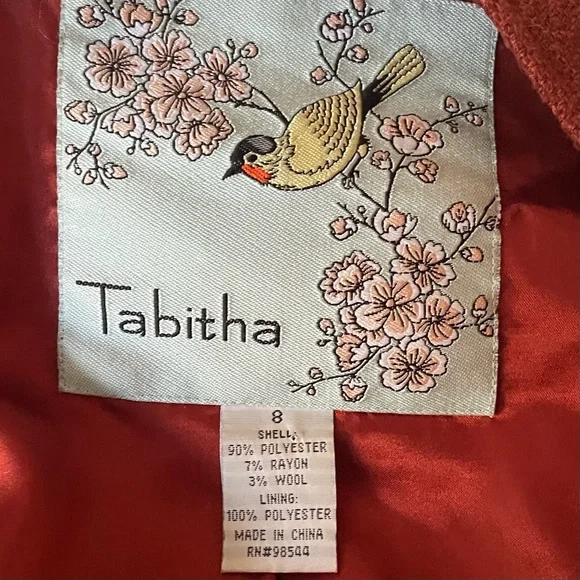 Tabitha
8
SHELL:
90% POLYESTER
7% RAYON
3% WOOL
LINING:
100% POLYESTER
MADE IN CHINA
RN#98544